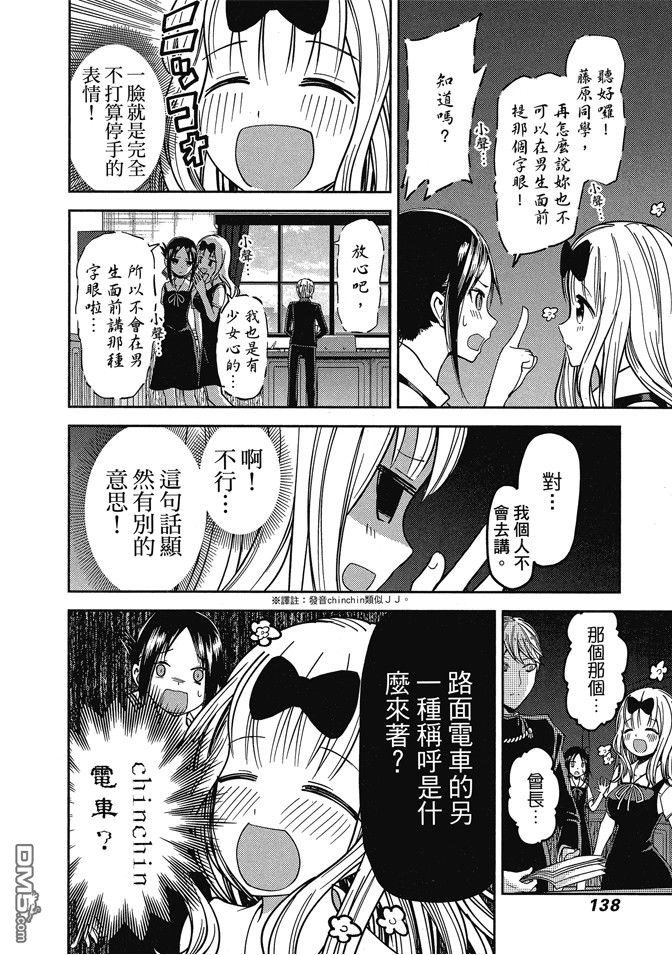 聽好囉！
藤原同學，
小聲…
再怎麼說妳也不
可以在男生面前
提那個字眼！
小聲…
知道嗎？
一臉就是完全
不打算停手的
表情！
放心吧，
我也是有
少女心的…
小聲…
所以不會在男
生面前講那種
字眼啦…
小聲…
對…
我個人不
會去講。
啊！
不行…
這句話顯
然有別的
意思！
※譯註：發音chinchin類似ＪＪ。
那個那個…
會長…
路面電車的另
一種稱呼是什
麼來著？
chinchin
電車？
138
DM5.com